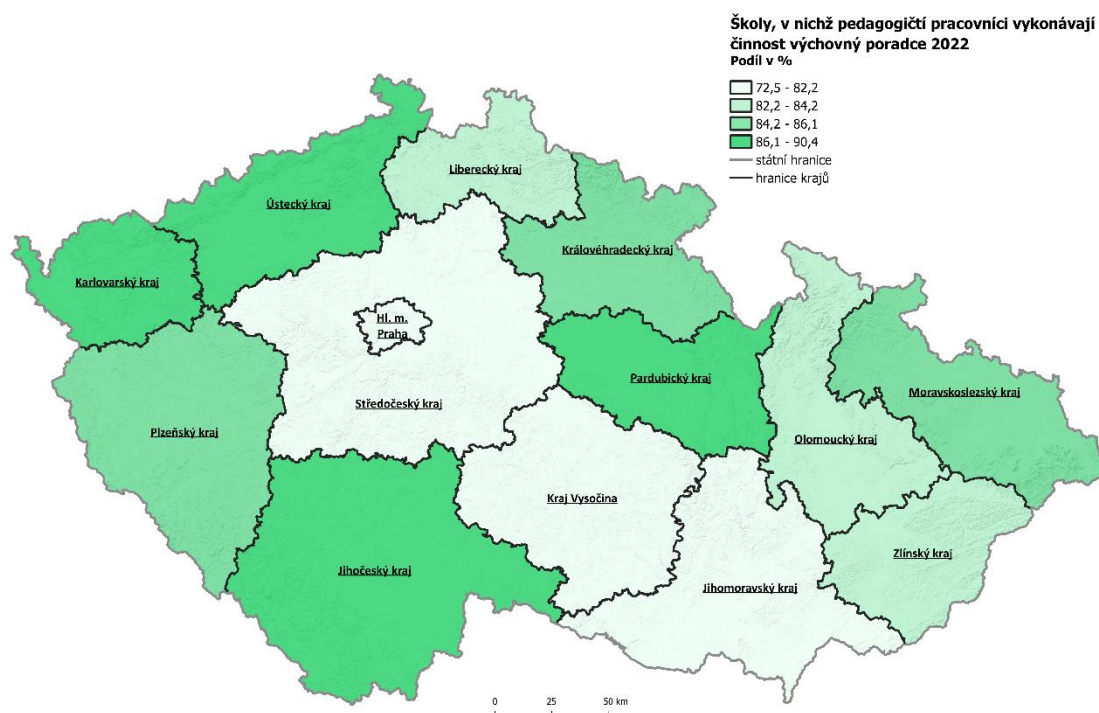 Školy, v nichž pedagogičtí pracovníci vykonávají
činnost výchovný poradce 2022
Podíl v %
72,5 - 82,2
82,2 - 84,2
84,2 - 86,1
86,1 - 90,4
státní hranice
hranice krajů
Liberecký kraj
Ústecký kraj
Královéhradecký kraj
Karlovarský kraj
Hl. m.
Praha
Pardubický kraj
Moravskoslezský kraj
Středočeský kraj
Plzeňský kraj
Olomoucký kraj
Kraj Vysočina
Zlínský kraj
Jihočeský kraj
Jihomoravský kraj
0 25 50 km